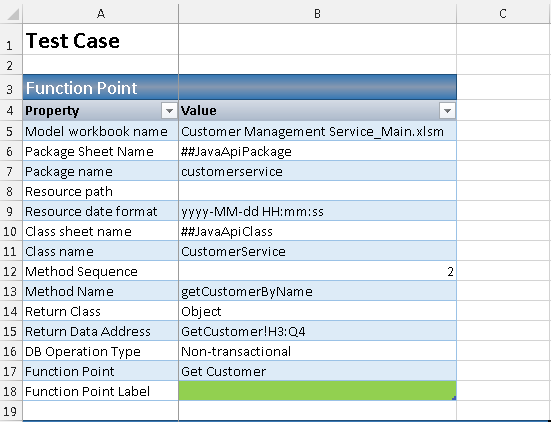 A B C
1 Test Case
2
3 Function Point
4 Property Value
5 Model workbook name Customer Management Service_Main.xlsm
6 Package Sheet Name ##JavaApiPackage
7 Package name customerservice
8 Resource path
9 Resource date format yyyy-MM-dd HH:mm:ss
10 Class sheet name ##JavaApiClass
11 Class name CustomerService
12 Method Sequence 2
13 Method Name getCustomerByName
14 Return Class Object
15 Return Data Address GetCustomer!H3:Q4
16 DB Operation Type Non-transactional
17 Function Point Get Customer
18 Function Point Label
19